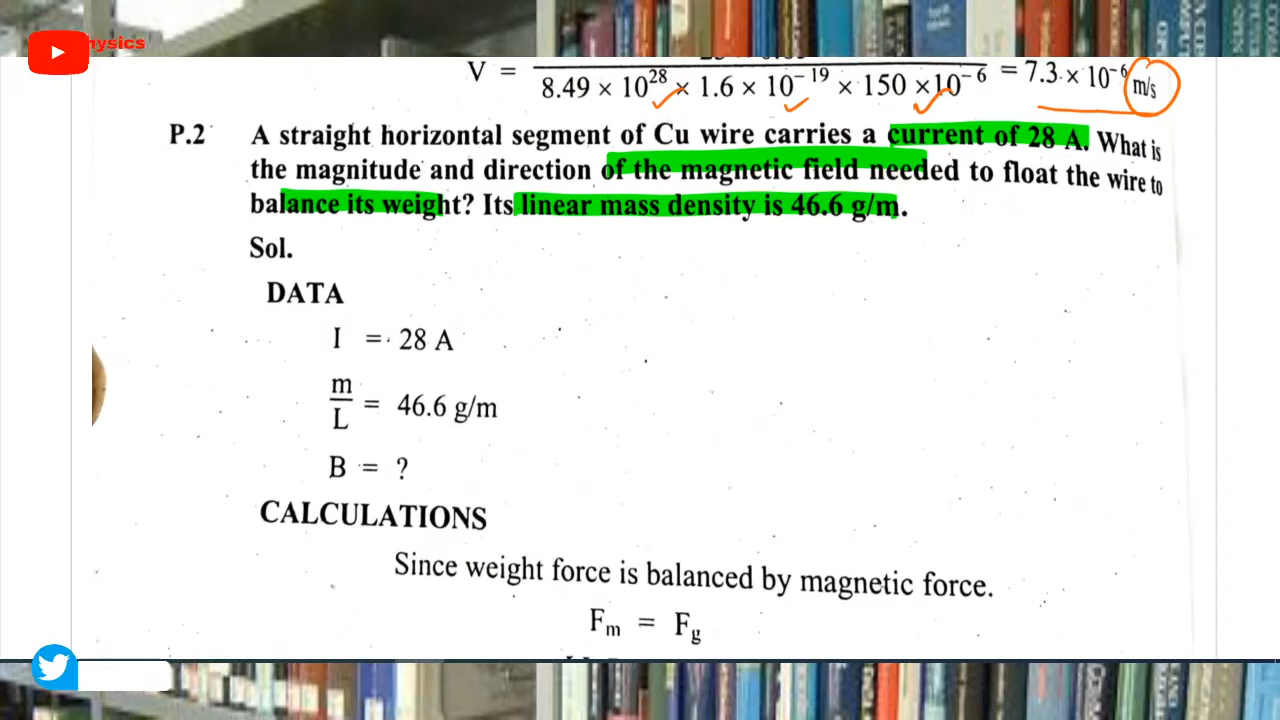 hysics
V = 8.49 × 10^28 × 1.6 × 10^−19 × 150 × 10^−6 = 7.3 × 10^−6 m/s
P.2 A straight horizontal segment of Cu wire carries a current of 28 A. What is
the magnitude and direction of the magnetic field needed to float the wire to
balance its weight? Its linear mass density is 46.6 g/m.
Sol.
DATA
I = 28 A
m/L = 46.6 g/m
B = ?
CALCULATIONS
Since weight force is balanced by magnetic force.
Fm = Fg